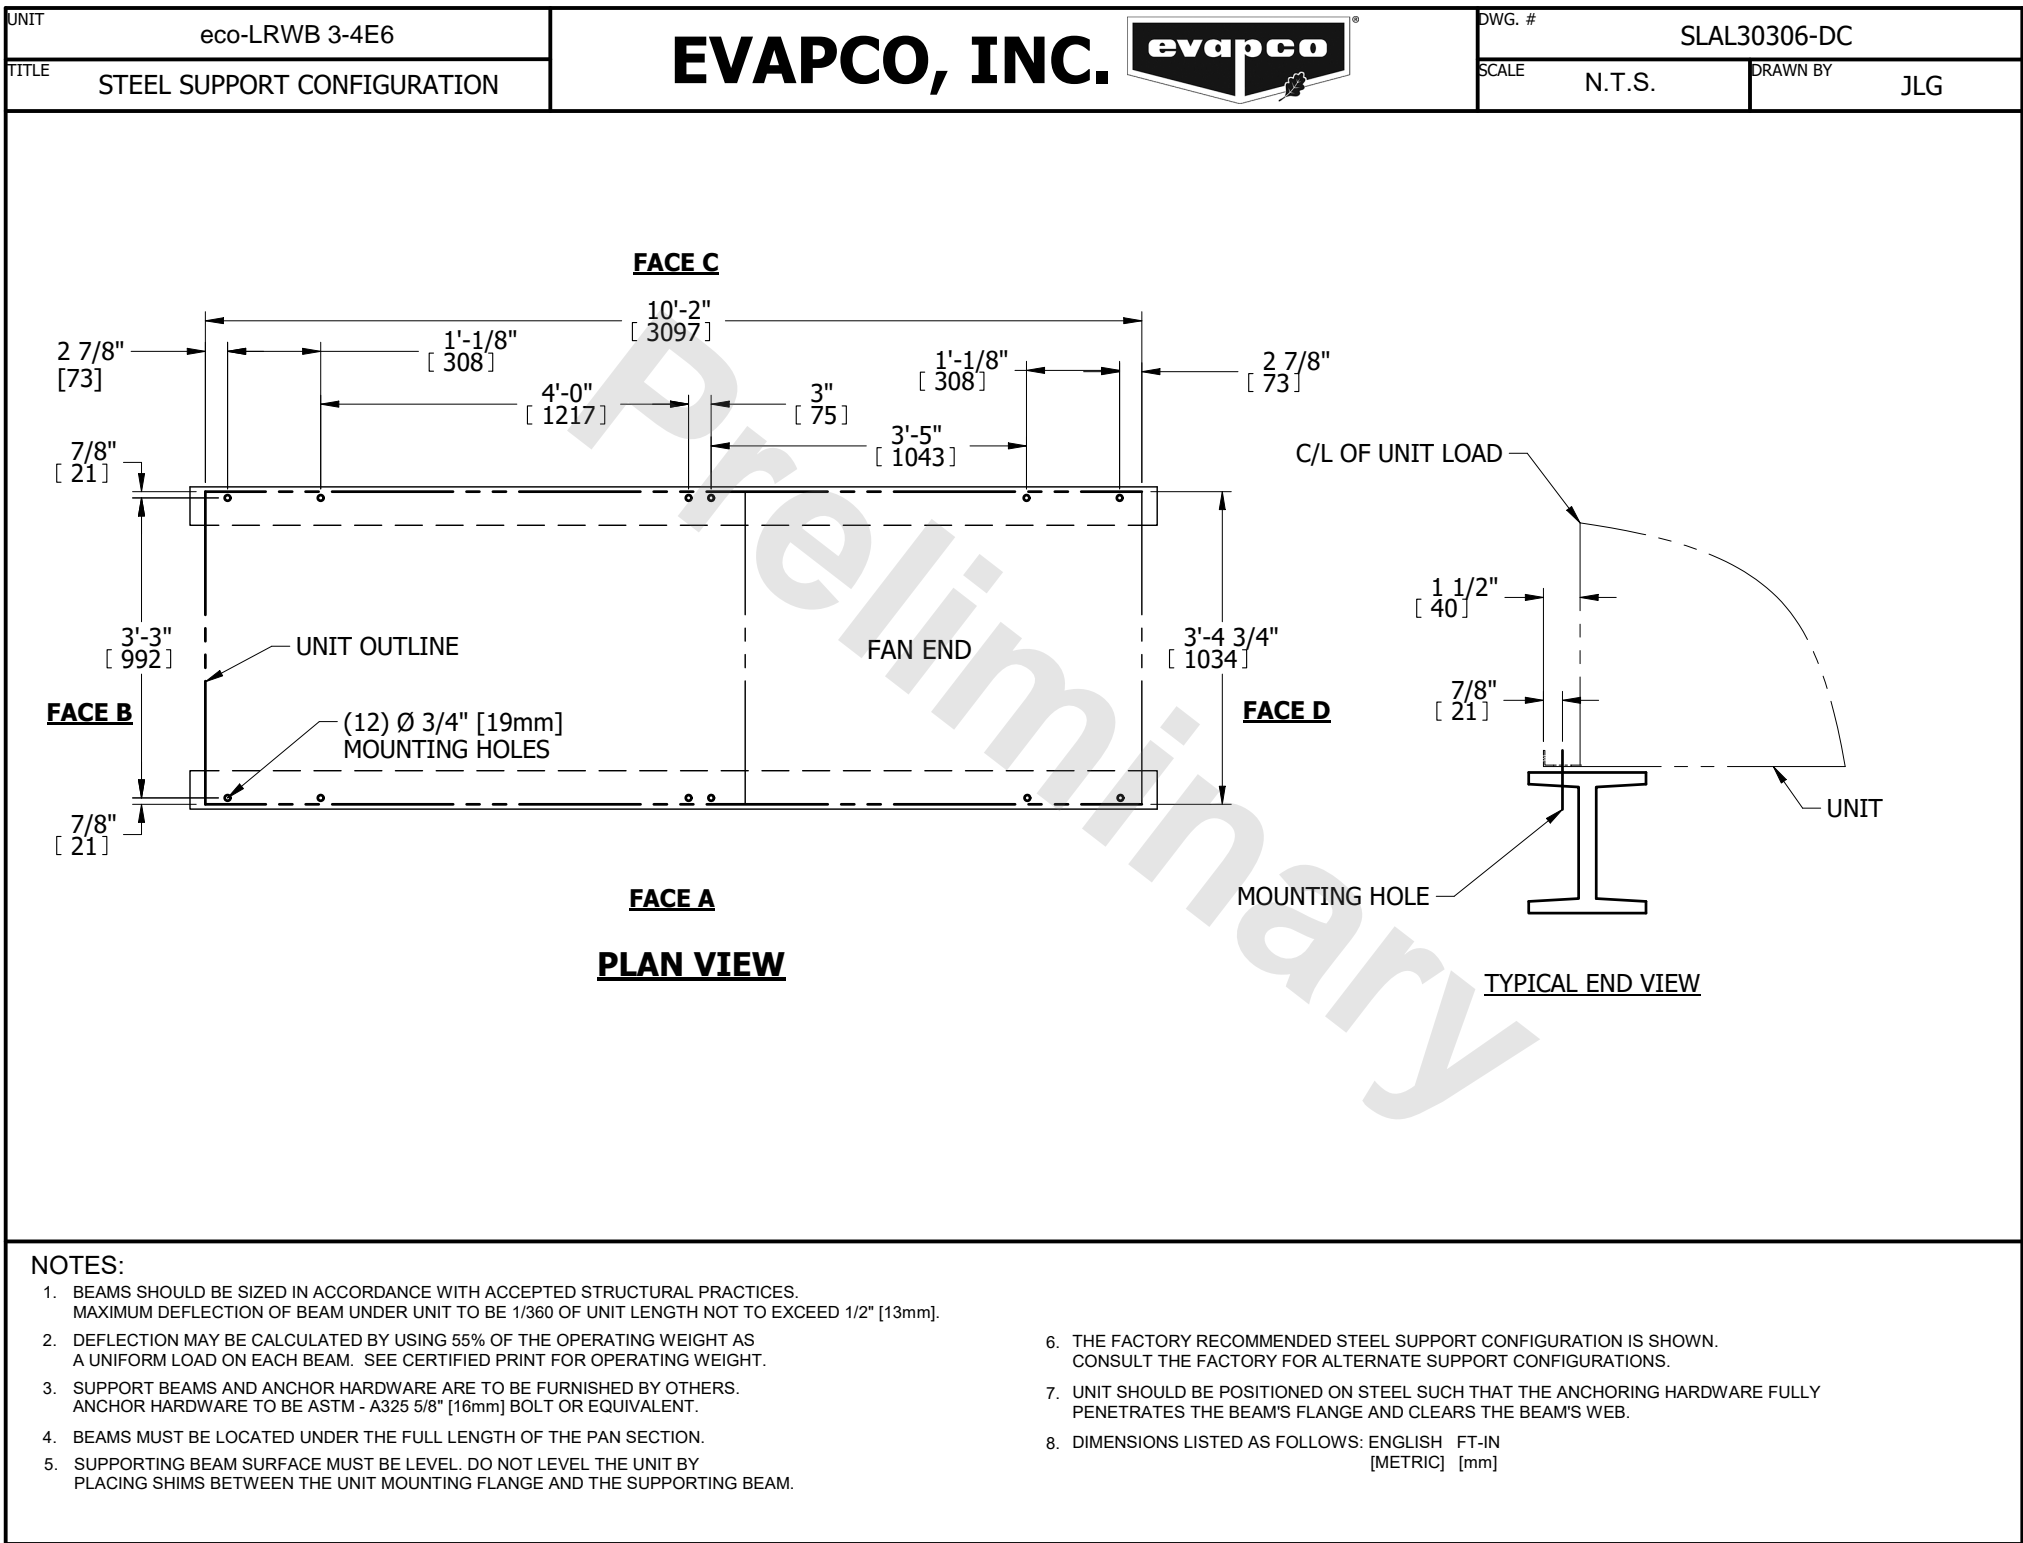 UNIT
eco-LRWB 3-4E6
TITLE
STEEL SUPPORT CONFIGURATION
EVAPCO, INC.
evapco
®
DWG. #
SLAL30306-DC
SCALE
N.T.S.
DRAWN BY
JLG
FACE C
10'-2"
[ 3097]
2 7/8"
[73]
1'-1/8"
[ 308]
1'-1/8"
[ 308]
2 7/8"
[ 73]
4'-0"
[ 1217]
3"
[ 75]
3'-5"
[ 1043]
7/8"
[ 21]
C/L OF UNIT LOAD
1 1/2"
[ 40]
3'-3"
[ 992]
UNIT OUTLINE
FAN END
3'-4 3/4"
[ 1034]
7/8"
[ 21]
FACE B
(12) Ø 3/4" [19mm]
MOUNTING HOLES
FACE D
7/8"
[ 21]
UNIT
FACE A
MOUNTING HOLE
PLAN VIEW
TYPICAL END VIEW
Preliminary
NOTES:
1. BEAMS SHOULD BE SIZED IN ACCORDANCE WITH ACCEPTED STRUCTURAL PRACTICES.
MAXIMUM DEFLECTION OF BEAM UNDER UNIT TO BE 1/360 OF UNIT LENGTH NOT TO EXCEED 1/2" [13mm].
2. DEFLECTION MAY BE CALCULATED BY USING 55% OF THE OPERATING WEIGHT AS
A UNIFORM LOAD ON EACH BEAM. SEE CERTIFIED PRINT FOR OPERATING WEIGHT.
3. SUPPORT BEAMS AND ANCHOR HARDWARE ARE TO BE FURNISHED BY OTHERS.
ANCHOR HARDWARE TO BE ASTM - A325 5/8" [16mm] BOLT OR EQUIVALENT.
4. BEAMS MUST BE LOCATED UNDER THE FULL LENGTH OF THE PAN SECTION.
5. SUPPORTING BEAM SURFACE MUST BE LEVEL. DO NOT LEVEL THE UNIT BY
PLACING SHIMS BETWEEN THE UNIT MOUNTING FLANGE AND THE SUPPORTING BEAM.
6. THE FACTORY RECOMMENDED STEEL SUPPORT CONFIGURATION IS SHOWN.
CONSULT THE FACTORY FOR ALTERNATE SUPPORT CONFIGURATIONS.
7. UNIT SHOULD BE POSITIONED ON STEEL SUCH THAT THE ANCHORING HARDWARE FULLY
PENETRATES THE BEAM'S FLANGE AND CLEARS THE BEAM'S WEB.
8. DIMENSIONS LISTED AS FOLLOWS: ENGLISH FT-IN
[METRIC] [mm]